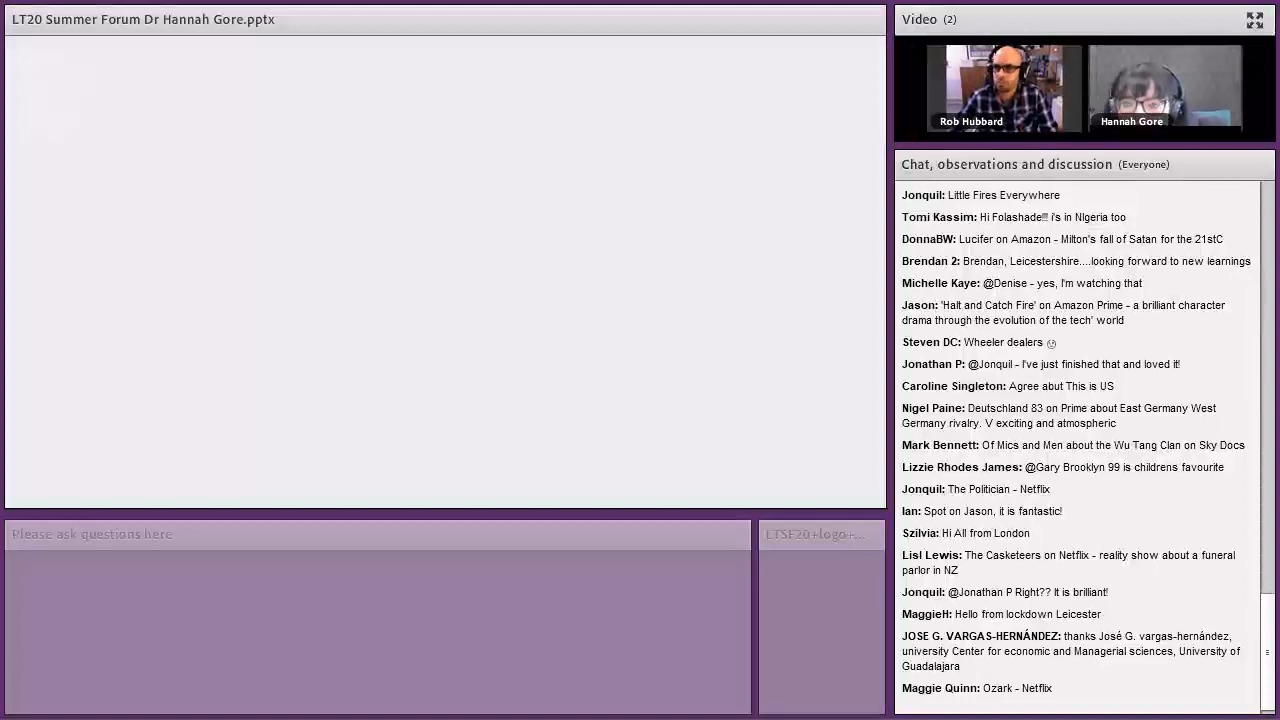 LT20 Summer Forum Dr Hannah Gore.pptx
Video (2)
Rob Hubbard
Hannah Gore
Chat, observations and discussion (Everyone)
Jonquil: Little Fires Everywhere
Tomi Kassim: Hi Folashade!!! i's in NIgeria too
DonnaBW: Lucifer on Amazon - Milton's fall of Satan for the 21stC
Brendan 2: Brendan, Leicestershire....looking forward to new learnings
Michelle Kaye: @Denise - yes, I'm watching that
Jason: 'Halt and Catch Fire' on Amazon Prime - a brilliant character
drama through the evolution of the tech' world
Steven DC: Wheeler dealers
Jonathan P: @Jonquil - I've just finished that and loved it!
Caroline Singleton: Agree abut This is US
Nigel Paine: Deutschland 83 on Prime about East Germany West
Germany rivalry. V exciting and atmospheric
Mark Bennett: Of Mics and Men about the Wu Tang Clan on Sky Docs
Lizzie Rhodes James: @Gary Brooklyn 99 is childrens favourite
Jonquil: The Politician - Netflix
Ian: Spot on Jason, it is fantastic!
Szilvia: Hi All from London
Lisl Lewis: The Casketeers on Netflix - reality show about a funeral
parlor in NZ
Jonquil: @Jonathan P Right?? It is brilliant!
MaggieH: Hello from lockdown Leicester
JOSE G. VARGAS-HERNÁNDEZ: thanks José G. vargas-hernández,
university Center for economic and Managerial sciences, University of
Guadalajara
Maggie Quinn: Ozark - Netflix
Please ask questions here
LTSF20+logo+...